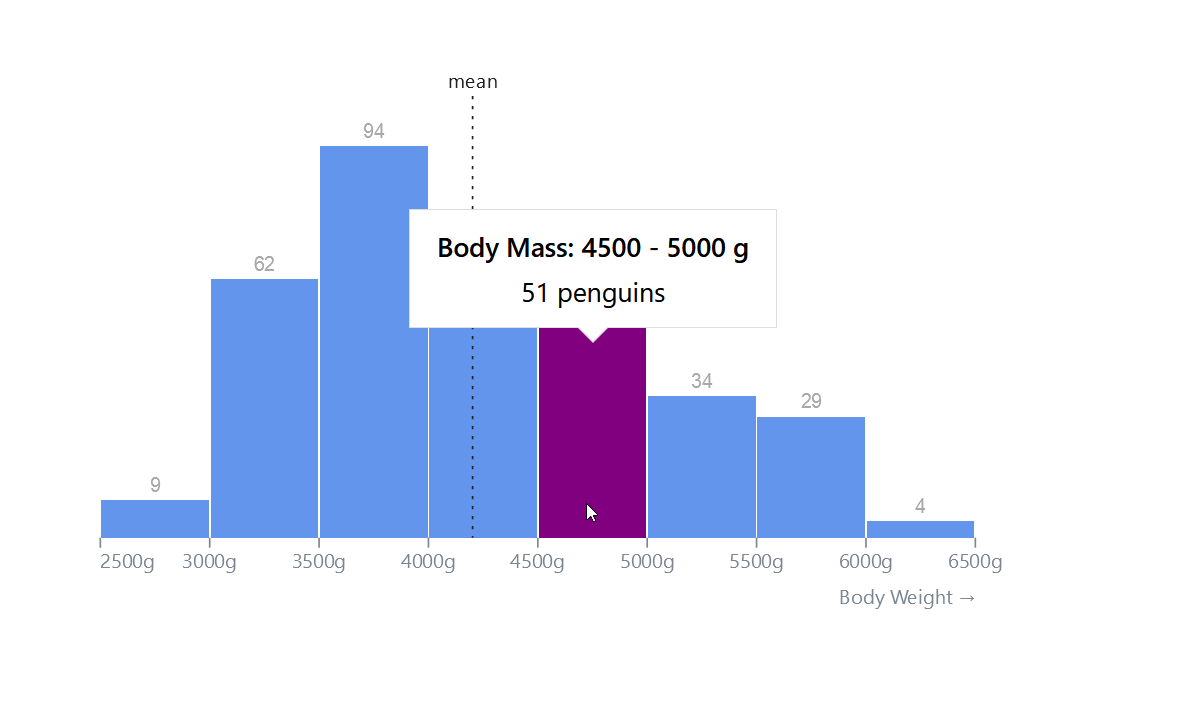 mean
94
62
Body Mass: 4500 - 5000 g
51 penguins
34
29
9
4
2500g 3000g 3500g 4000g 4500g 5000g 5500g 6000g 6500g
Body Weight →